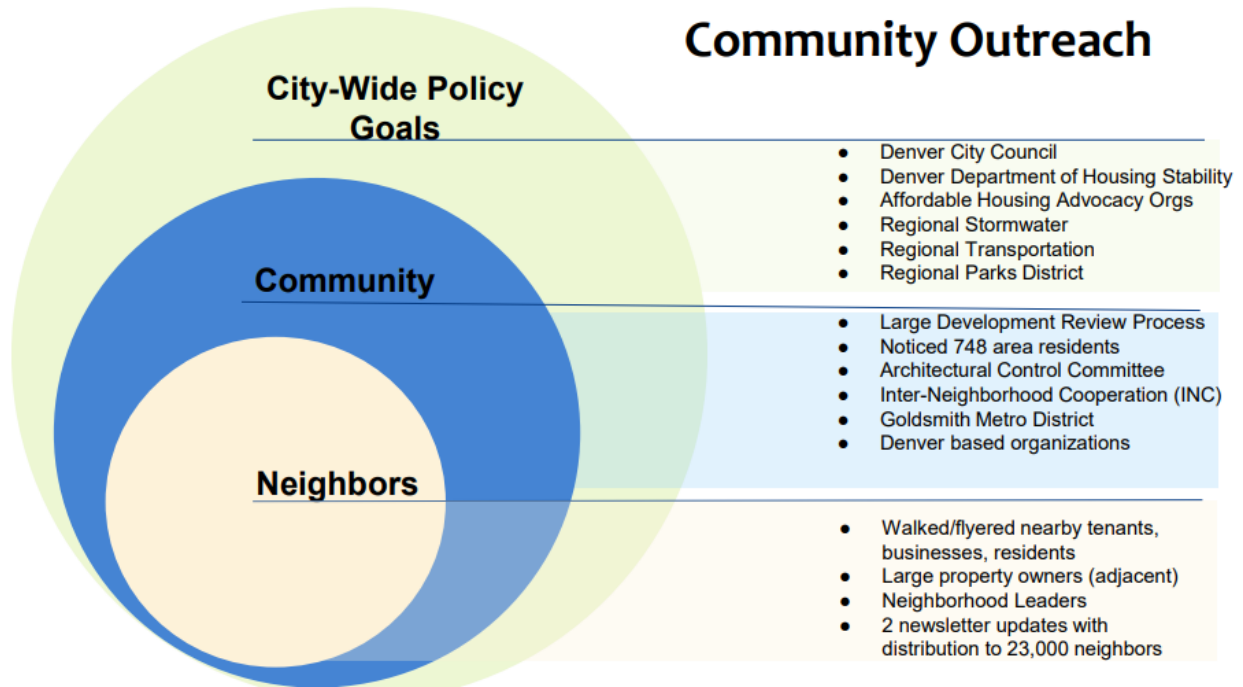 Community Outreach
City-Wide Policy
Goals
● Denver City Council
● Denver Department of Housing Stability
● Affordable Housing Advocacy Orgs
● Regional Stormwater
● Regional Transportation
● Regional Parks District
Community
● Large Development Review Process
● Noticed 748 area residents
● Architectural Control Committee
● Inter-Neighborhood Cooperation (INC)
● Goldsmith Metro District
● Denver based organizations
Neighbors
● Walked/flyered nearby tenants,
businesses, residents
● Large property owners (adjacent)
● Neighborhood Leaders
● 2 newsletter updates with
distribution to 23,000 neighbors